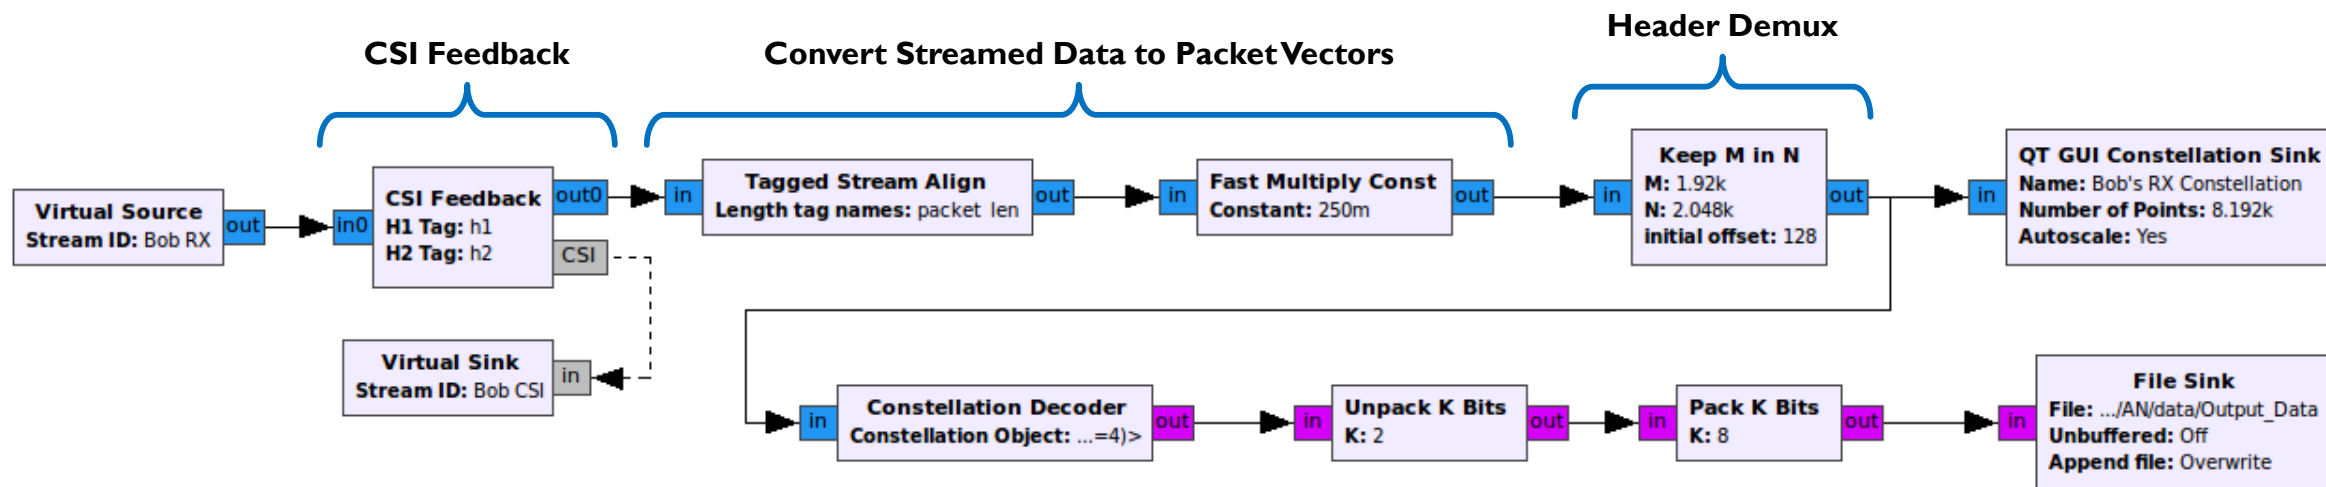 CSI Feedback
Convert Streamed Data to Packet Vectors
Header Demux
Virtual Source
Stream ID: Bob RX
out
in0
CSI Feedback
H1 Tag: h1
H2 Tag: h2
out0
CSI
in
Tagged Stream Align
Length tag names: packet_len
out
in
Fast Multiply Const
Constant: 250m
out
in
Keep M in N
M: 1.92k
N: 2.048k
initial offset: 128
out
in
QT GUI Constellation Sink
Name: Bob's RX Constellation
Number of Points: 8.192k
Autoscale: Yes
Virtual Sink
Stream ID: Bob CSI
in
in
Constellation Decoder
Constellation Object: ...=4)>
out
in
Unpack K Bits
K: 2
out
in
Pack K Bits
K: 8
out
in
File Sink
File: .../AN/data/Output_Data
Unbuffered: Off
Append file: Overwrite